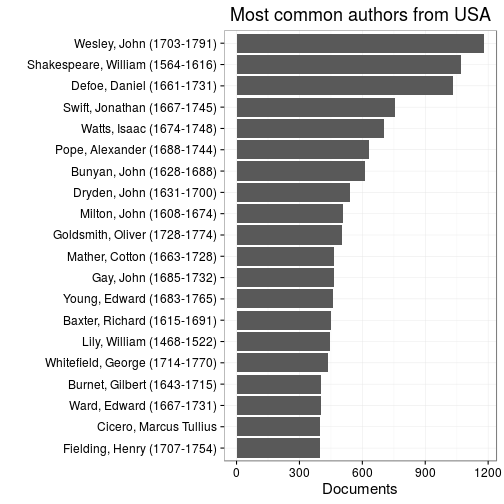 Most common authors from USA
Wesley, John (1703-1791)
Shakespeare, William (1564-1616)
Defoe, Daniel (1661-1731)
Swift, Jonathan (1667-1745)
Watts, Isaac (1674-1748)
Pope, Alexander (1688-1744)
Bunyan, John (1628-1688)
Dryden, John (1631-1700)
Milton, John (1608-1674)
Goldsmith, Oliver (1728-1774)
Mather, Cotton (1663-1728)
Gay, John (1685-1732)
Young, Edward (1683-1765)
Baxter, Richard (1615-1691)
Lily, William (1468-1522)
Whitefield, George (1714-1770)
Burnet, Gilbert (1643-1715)
Ward, Edward (1667-1731)
Cicero, Marcus Tullius
Fielding, Henry (1707-1754)
0 300 600 900 1200
Documents